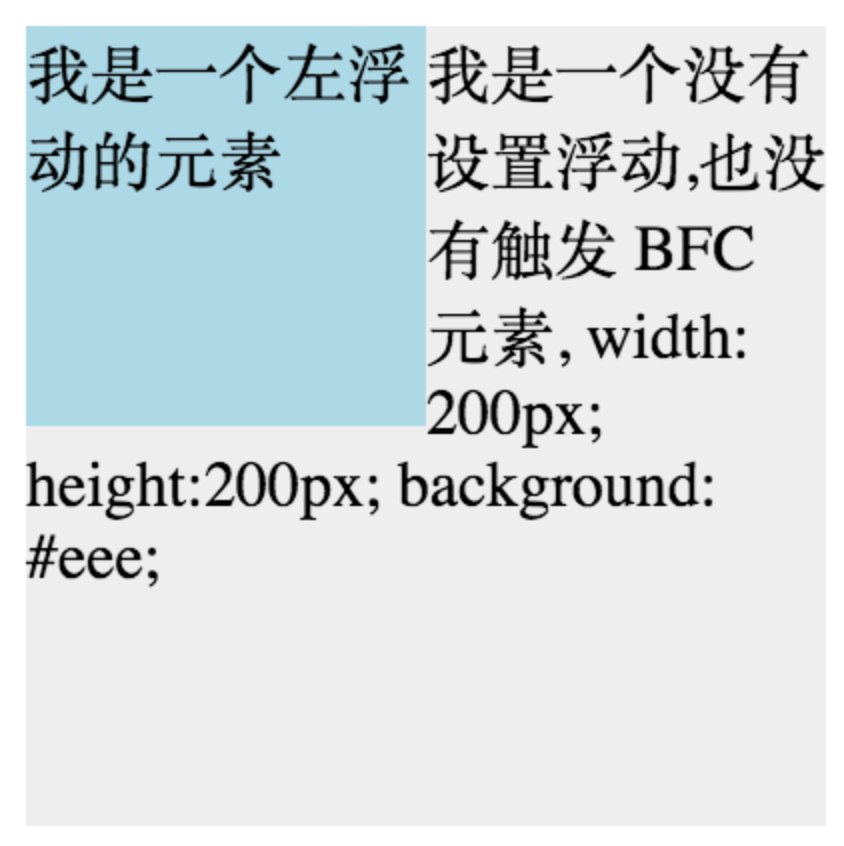 我是一个左浮
动的元素
我是一个没有
设置浮动,也没
有触发 BFC
元素, width:
200px;
height:200px; background:
#eee;